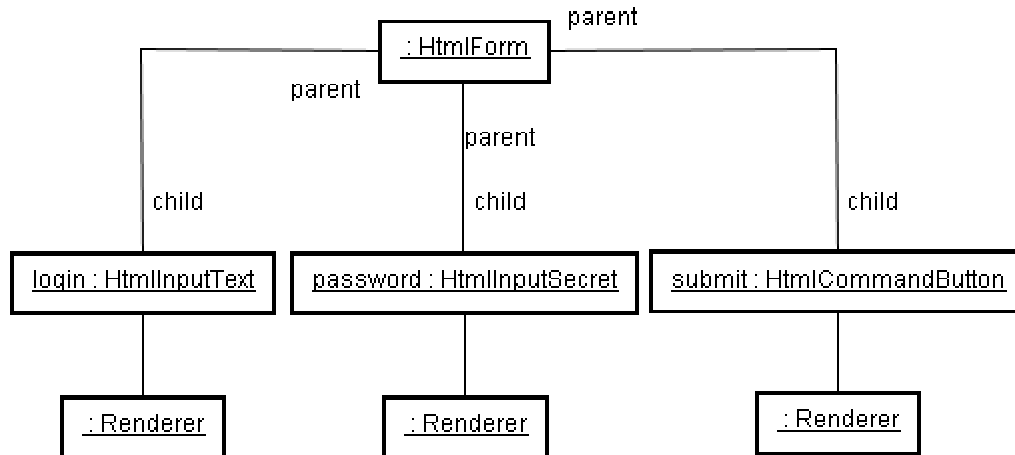 parent
: HtmlForm
parent
parent
child
child
child
login : HtmlInputText
password : HtmlInputSecret
submit : HtmlCommandButton
: Renderer
: Renderer
: Renderer